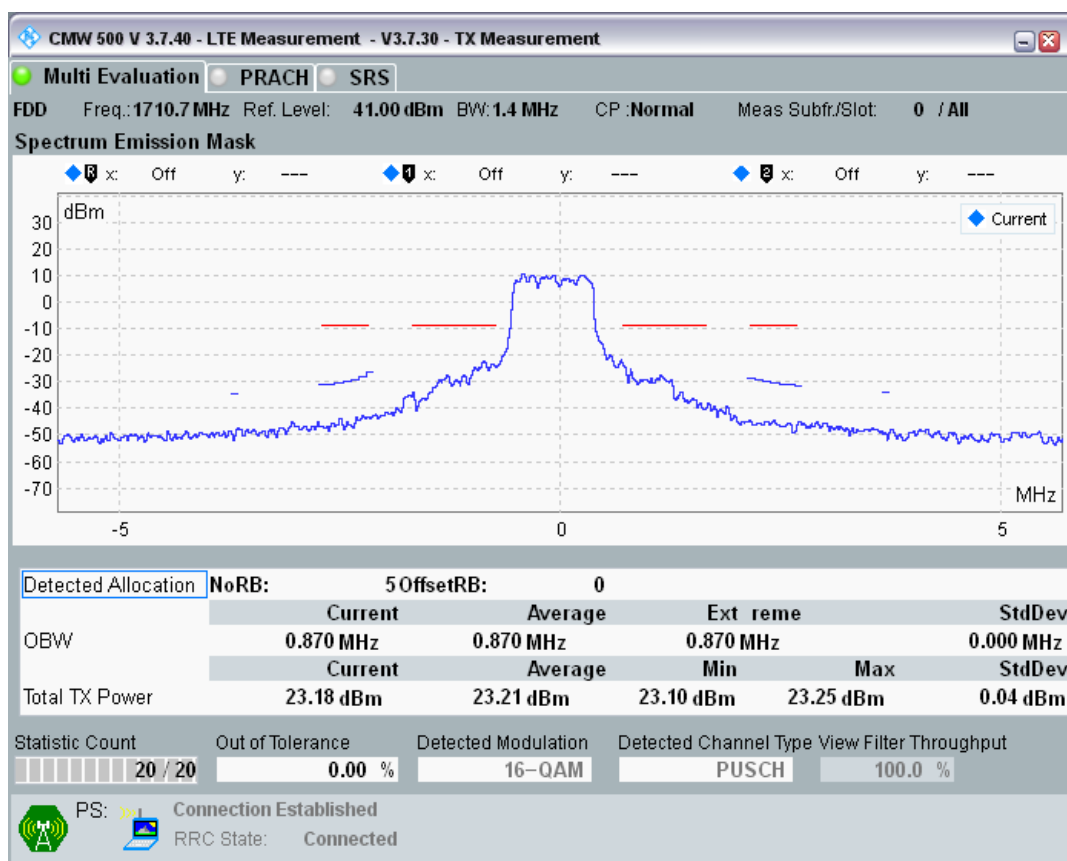 CMW 500 V 3.7.40 - LTE Measurement - V3.7.30 - TX Measurement
Multi Evaluation PRACH SRS
FDD Freq.: 1710.7 MHz Ref. Level: 41.00 dBm BW: 1.4 MHz CP :Normal Meas Subfr./Slot: 0 / All
Spectrum Emission Mask
R x: Off y: --- 1 x: Off y: --- 2 x: Off y: ---
dBm
Current
30
20
10
0
-10
-20
-30
-40
-50
-60
-70
MHz
-5 0 5
Detected Allocation NoRB: 5 OffsetRB: 0
Current Average Ext reme StdDev
OBW 0.870 MHz 0.870 MHz 0.870 MHz 0.000 MHz
Current Average Min Max StdDev
Total TX Power 23.18 dBm 23.21 dBm 23.10 dBm 23.25 dBm 0.04 dBm
Statistic Count Out of Tolerance Detected Modulation Detected Channel Type View Filter Throughput
20 / 20 0.00 % 16-QAM PUSCH 100.0 %
PS: Connection Established
RRC State: Connected